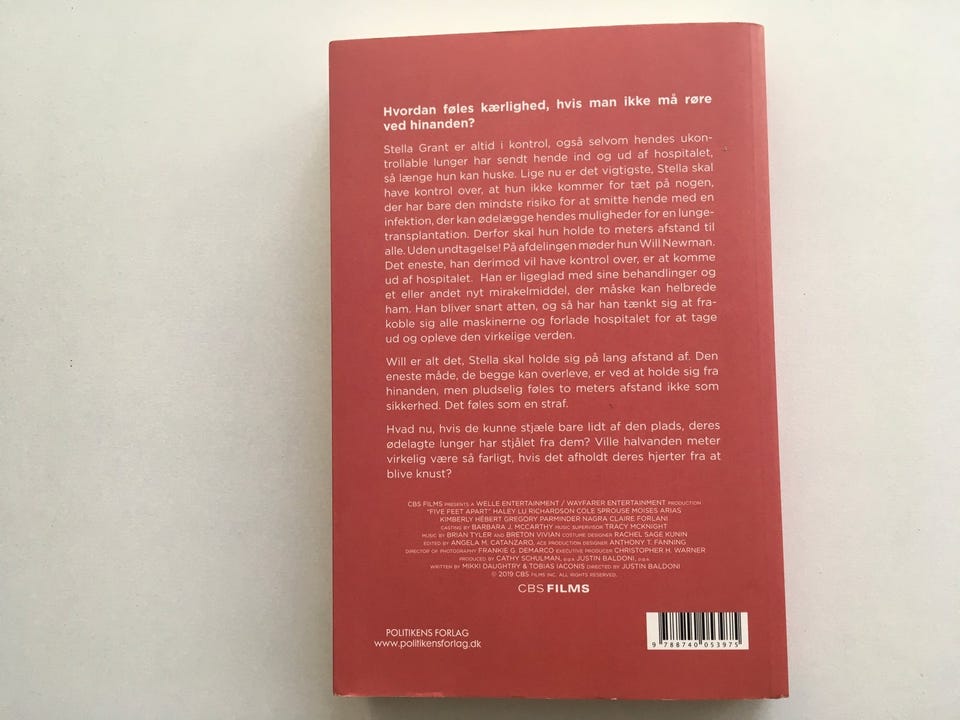 Hvordan føles kærlighed, hvis man ikke må røre
ved hinanden?
Stella Grant er altid i kontrol, også selvom hendes ukon-
trollable lunger har sendt hende ind og ud af hospitalet,
så længe hun kan huske. Lige nu er det vigtigste, Stella skal
have kontrol over, at hun ikke kommer for tæt på nogen,
der har bare den mindste risiko for at smitte hende med en
infektion, der kan ødelægge hendes muligheder for en lunge-
transplantation. Derfor skal hun holde to meters afstand til
alle. Uden undtagelse! På afdelingen møder hun Will Newman.
Det eneste, han derimod vil have kontrol over, er at komme
ud af hospitalet. Han er ligeglad med sine behandlinger og
et eller andet nyt mirakelmiddel, der måske kan helbrede
ham. Han bliver snart atten, og så har han tænkt sig at fra-
koble sig alle maskinerne og forlade hospitalet for at tage
ud og opleve den virkelige verden.
Will er alt det, Stella skal holde sig på lang afstand af. Den
eneste måde, de begge kan overleve, er ved at holde sig fra
hinanden, men pludselig føles to meters afstand ikke som
sikkerhed. Det føles som en straf.
Hvad nu, hvis de kunne stjæle bare lidt af den plads, deres
ødelagte lunger har stjålet fra dem? Ville halvanden meter
virkelig være så farligt, hvis det afholdt deres hjerter fra at
blive knust?
CBS FILMS PRESENTS A WELLE ENTERTAINMENT / WAYFARER ENTERTAINMENT PRODUCTION
"FIVE FEET APART" HALEY LU RICHARDSON COLE SPROUSE MOISES ARIAS
KIMBERLY HÉBERT GREGORY PARMINDER NAGRA CLAIRE FORLANI
CASTING BY BARBARA J. MCCARTHY MUSIC SUPERVISOR TRACY MCKNIGHT
MUSIC BY BRIAN TYLER AND BRETON VIVIAN COSTUME DESIGNER RACHEL SAGE KUNIN
EDITED BY ANGELA M. CATANZARO, ACE PRODUCTION DESIGNER ANTHONY T. FANNING
DIRECTOR OF PHOTOGRAPHY FRANKIE G. DEMARCO EXECUTIVE PRODUCER CHRISTOPHER H. WARNER
PRODUCED BY CATHY SCHULMAN, p.g.a. JUSTIN BALDONI, p.g.a.
WRITTEN BY MIKKI DAUGHTRY & TOBIAS IACONIS DIRECTED BY JUSTIN BALDONI
© 2019 CBS FILMS INC. ALL RIGHTS RESERVED.
CBS FILMS
POLITIKENS FORLAG
www.politikensforlag.dk
9 788740 053975